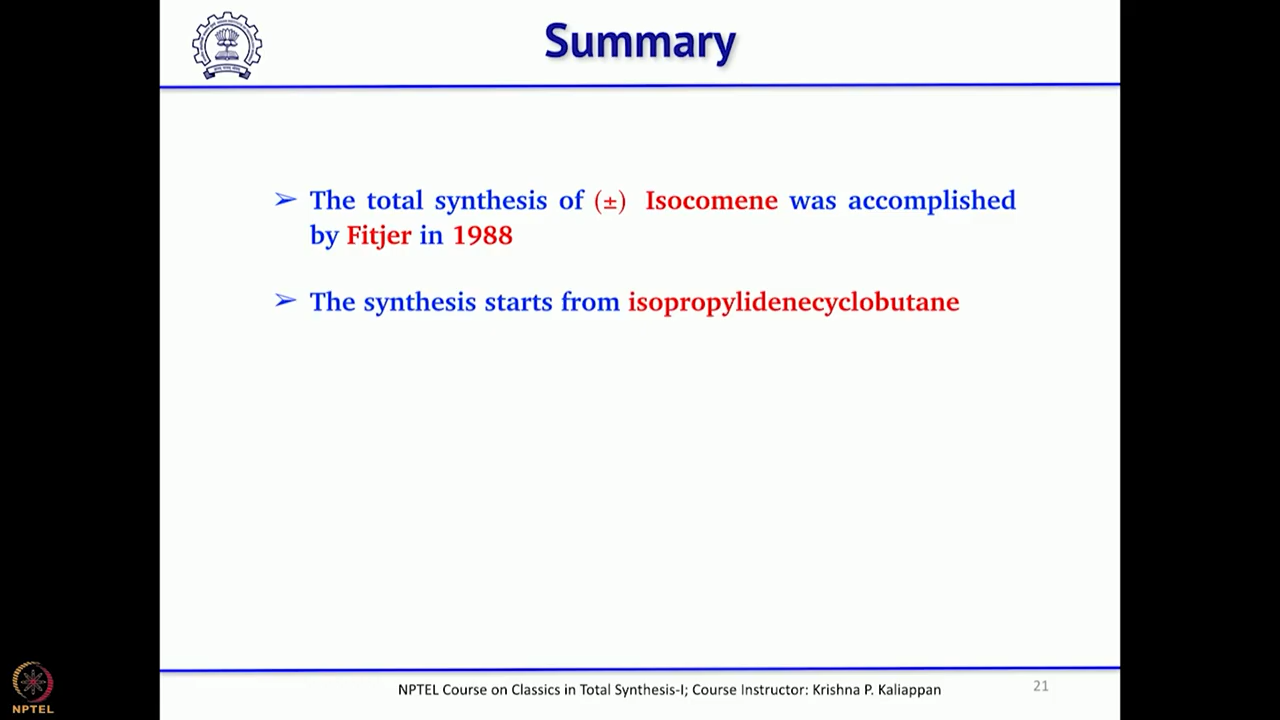 Summary
➢ The total synthesis of (±) Isocomene was accomplished
by Fitjer in 1988
➢ The synthesis starts from isopropylidenecyclobutane
NPTEL Course on Classics in Total Synthesis-I; Course Instructor: Krishna P. Kaliappan
21
NPTEL